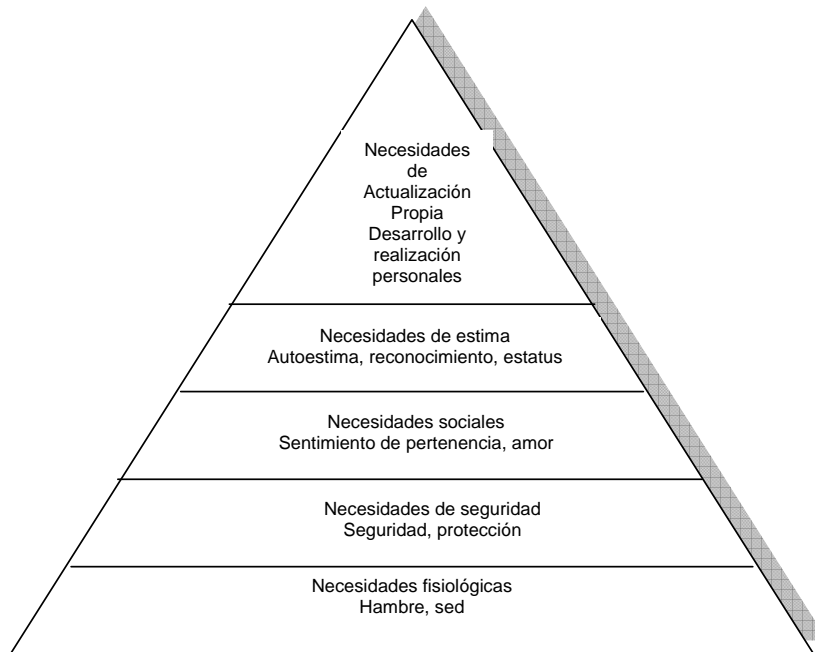 Necesidades
de
Actualización
Propia
Desarrollo y
realización
personales
Necesidades de estima
Autoestima, reconocimiento, estatus
Necesidades sociales
Sentimiento de pertenencia, amor
Necesidades de seguridad
Seguridad, protección
Necesidades fisiológicas
Hambre, sed